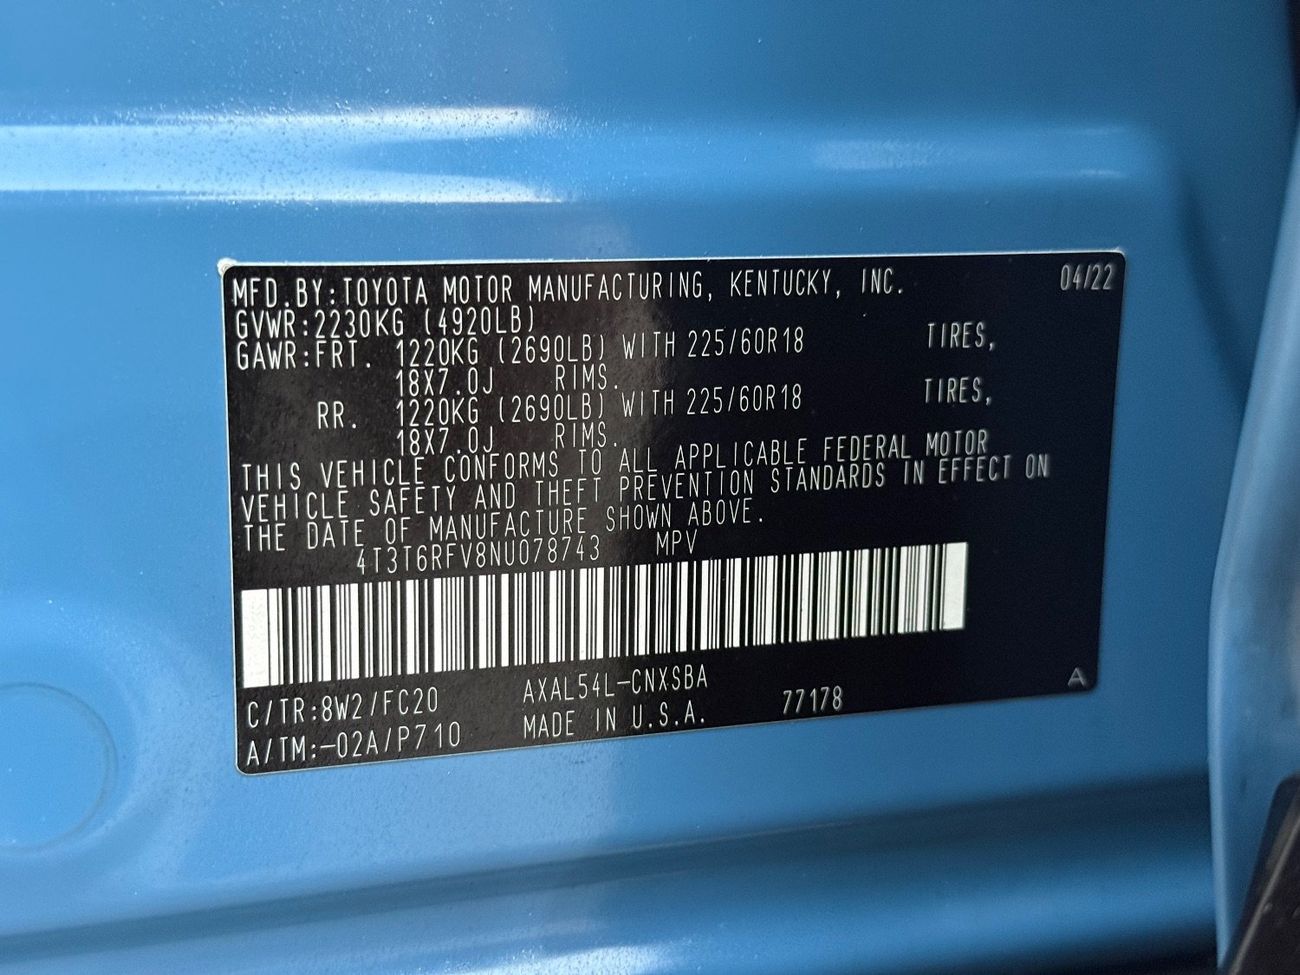 MFD.BY:TOYOTA MOTOR MANUFACTURING, KENTUCKY, INC. 04/22
GVWR:2230KG (4920LB)
GAWR:FRT. 1220KG (2690LB) WITH 225/60R18 TIRES,
18X7.0J RIMS.
RR. 1220KG (2690LB) WITH 225/60R18 TIRES,
18X7.0J RIMS.
THIS VEHICLE CONFORMS TO ALL APPLICABLE FEDERAL MOTOR
VEHICLE SAFETY AND THEFT PREVENTION STANDARDS IN EFFECT ON
THE DATE OF MANUFACTURE SHOWN ABOVE.
4T3T6RFV8NU078743 MPV
C/TR:8W2/FC20 AXAL54L-CNXSBA
A/TM:-02A/P710 MADE IN U.S.A. 77178
A